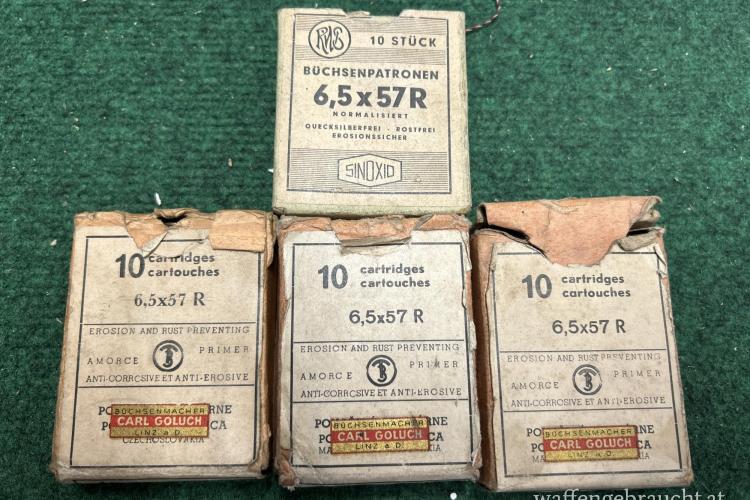 RWS
10 STÜCK
BÜCHSENPATRONEN
6,5x57R
NORMALISIERT
QUECKSILBERFREI - ROSTFREI
EROSIONSSICHER
SINOXID
10 cartridges
cartouches
6,5x57 R
EROSION AND RUST PREVENTING
AMORCE PRIMER
ANTI-CORROSIVE ET ANTI-EROSIVE
BÜCHSENMACHER
CARL GOLUCH
LINZ a. D.
CZECHOSLOVAKIA
10 cartridges
cartouches
6,5x57 R
EROSION AND RUST PREVENTING
AMORCE PRIMER
ANTI-CORROSIVE ET ANTI-EROSIVE
BÜCHSENMACHER
CARL GOLUCH
LINZ a. D.
10 cartridges
cartouches
6,5x57 R
EROSION AND RUST PREVENTING
AMORCE PRIMER
ANTI-CORROSIVE ET ANTI-EROSIVE
BÜCHSENMACHER
CARL GOLUCH
LINZ a. D.
waffengebraucht.at